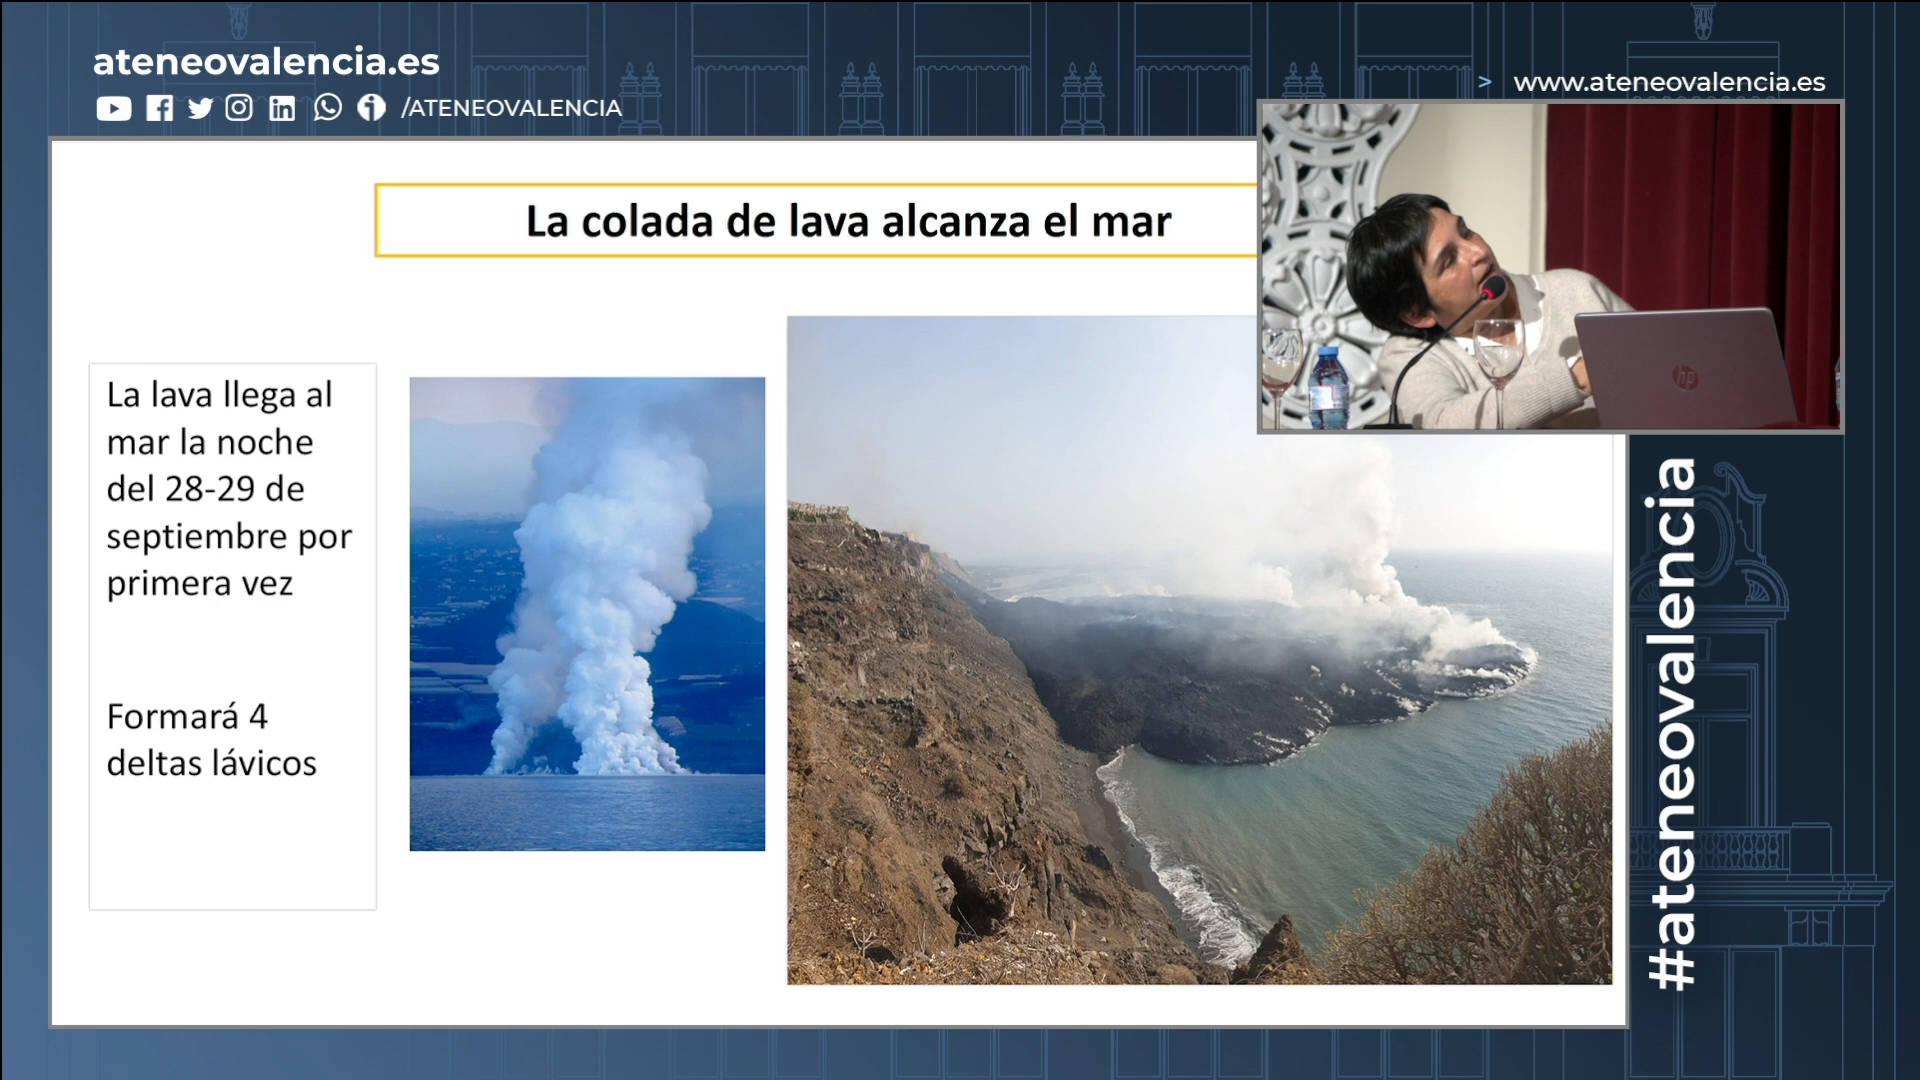 ateneovalencia.es
/ATENEOVALENCIA
> www.ateneovalencia.es
La colada de lava alcanza el mar
La lava llega al
mar la noche
del 28-29 de
septiembre por
primera vez
Formará 4
deltas lávicos
hp
#ateneovalencia